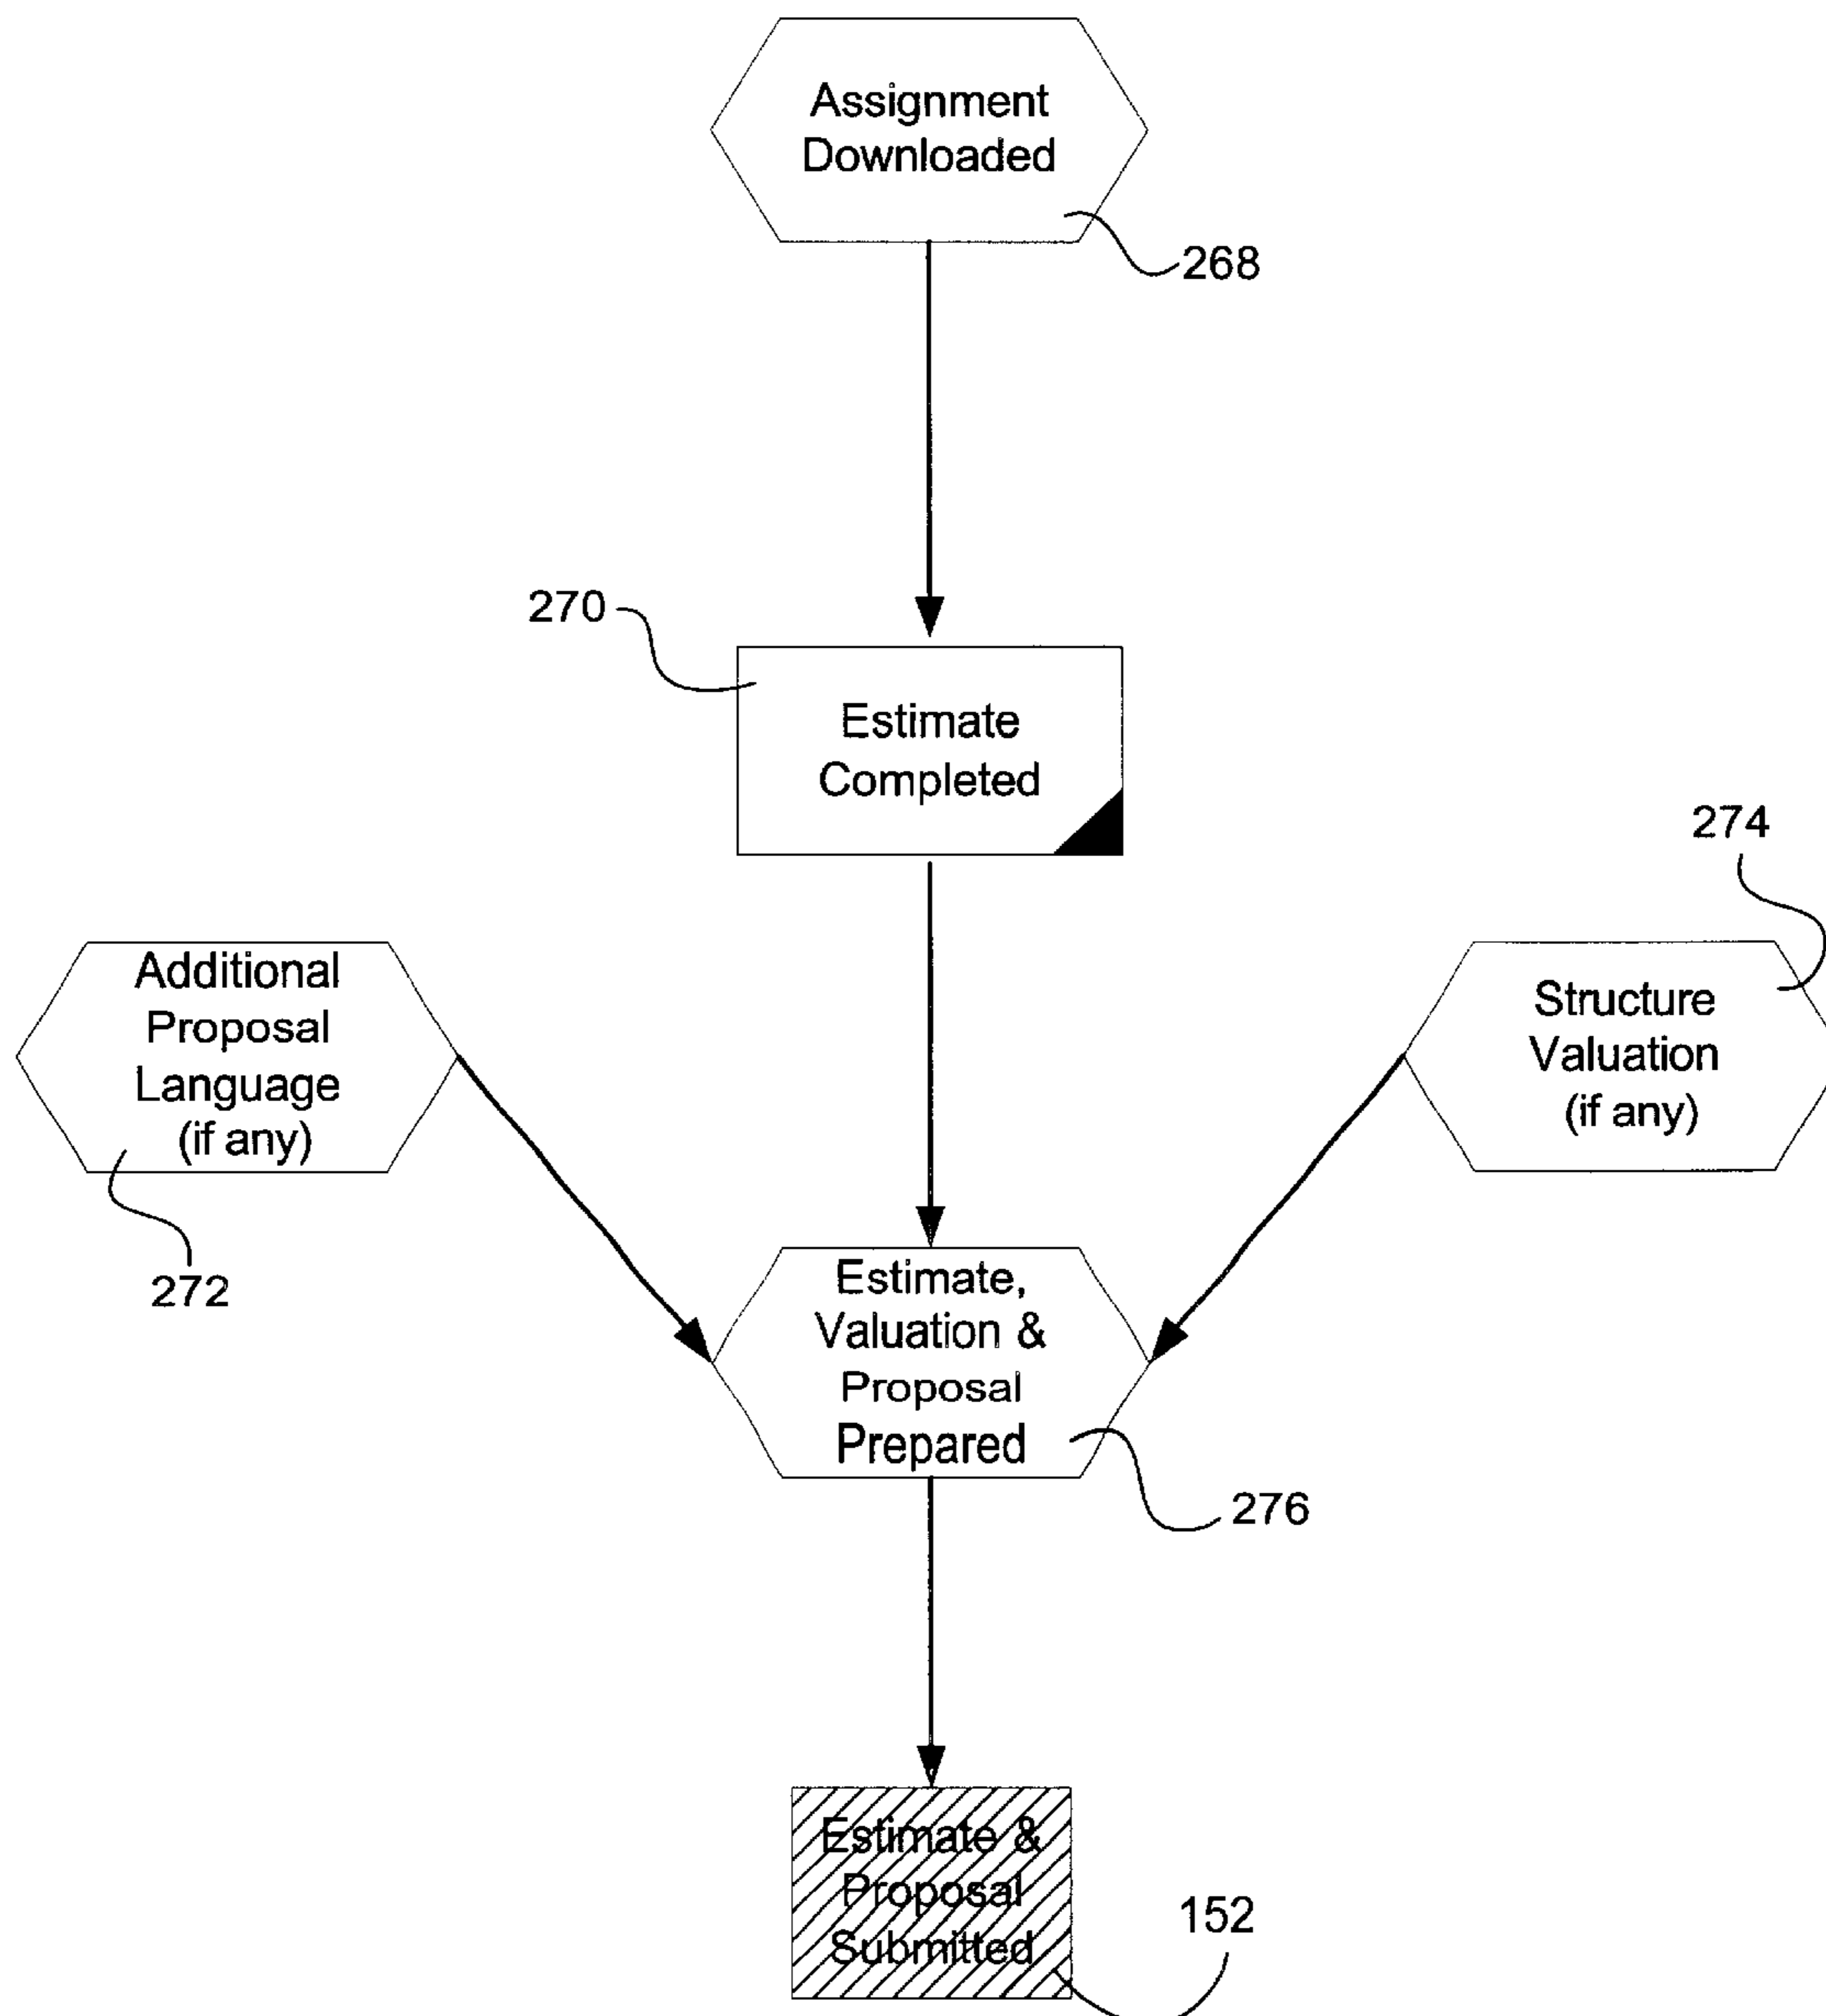 Assignment
Downloaded
268
270
Estimate
Completed
274
Additional
Proposal
Language
(if any)
Structure
Valuation
(if any)
272
Estimate,
Valuation &
Proposal
Prepared
276
Estimate &
Proposal
Submitted
152